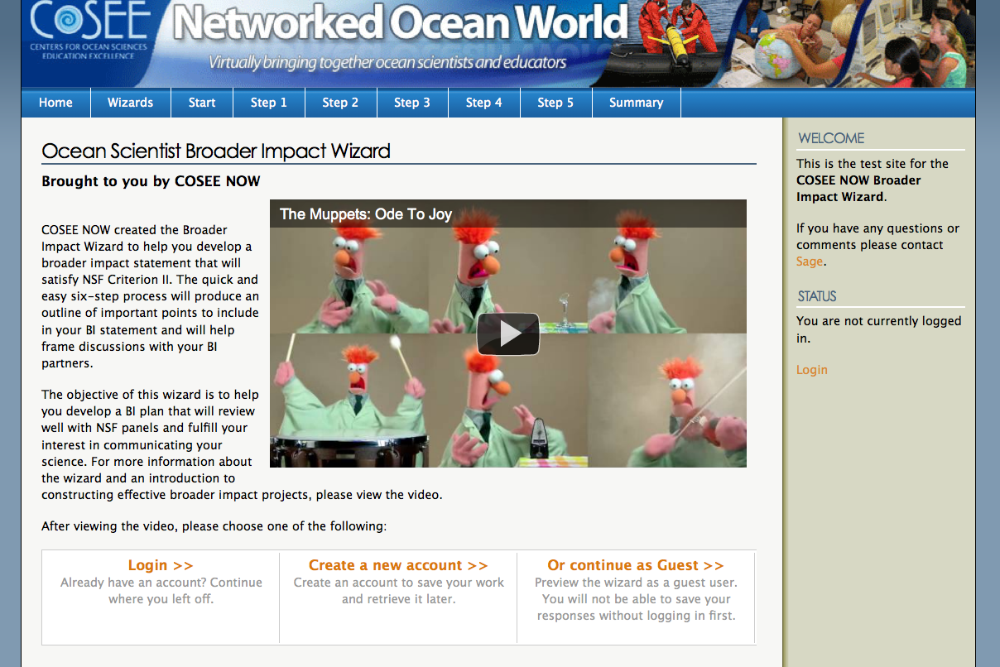 COSEE
CENTERS FOR OCEAN SCIENCES
EDUCATION EXCELLENCE
Networked Ocean World
Virtually bringing together ocean scientists and educators
Home Wizards Start Step 1 Step 2 Step 3 Step 4 Step 5 Summary
Ocean Scientist Broader Impact Wizard
Brought to you by COSEE NOW
The Muppets: Ode To Joy
COSEE NOW created the Broader
Impact Wizard to help you develop a
broader impact statement that will
satisfy NSF Criterion II. The quick and
easy six-step process will produce an
outline of important points to include
in your BI statement and will help
frame discussions with your BI
partners.
The objective of this wizard is to help
you develop a BI plan that will review
well with NSF panels and fulfill your
interest in communicating your
science. For more information about
the wizard and an introduction to
constructing effective broader impact projects, please view the video.
After viewing the video, please choose one of the following:
Login >>
Already have an account? Continue
where you left off.
Create a new account >>
Create an account to save your work
and retrieve it later.
Or continue as Guest >>
Preview the wizard as a guest user.
You will not be able to save your
responses without logging in first.
WELCOME
This is the test site for the
COSEE NOW Broader
Impact Wizard.
If you have any questions or
comments please contact
Sage.
STATUS
You are not currently logged
in.
Login